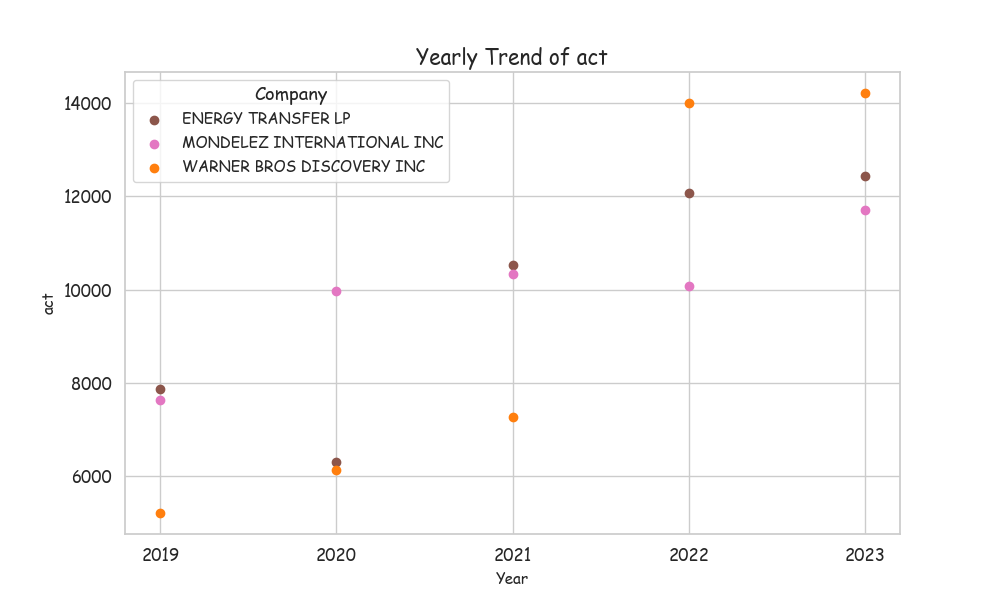 Yearly Trend of act
Company
ENERGY TRANSFER LP
MONDELEZ INTERNATIONAL INC
WARNER BROS DISCOVERY INC
14000
12000
10000
8000
6000
act
2019 2020 2021 2022 2023
Year